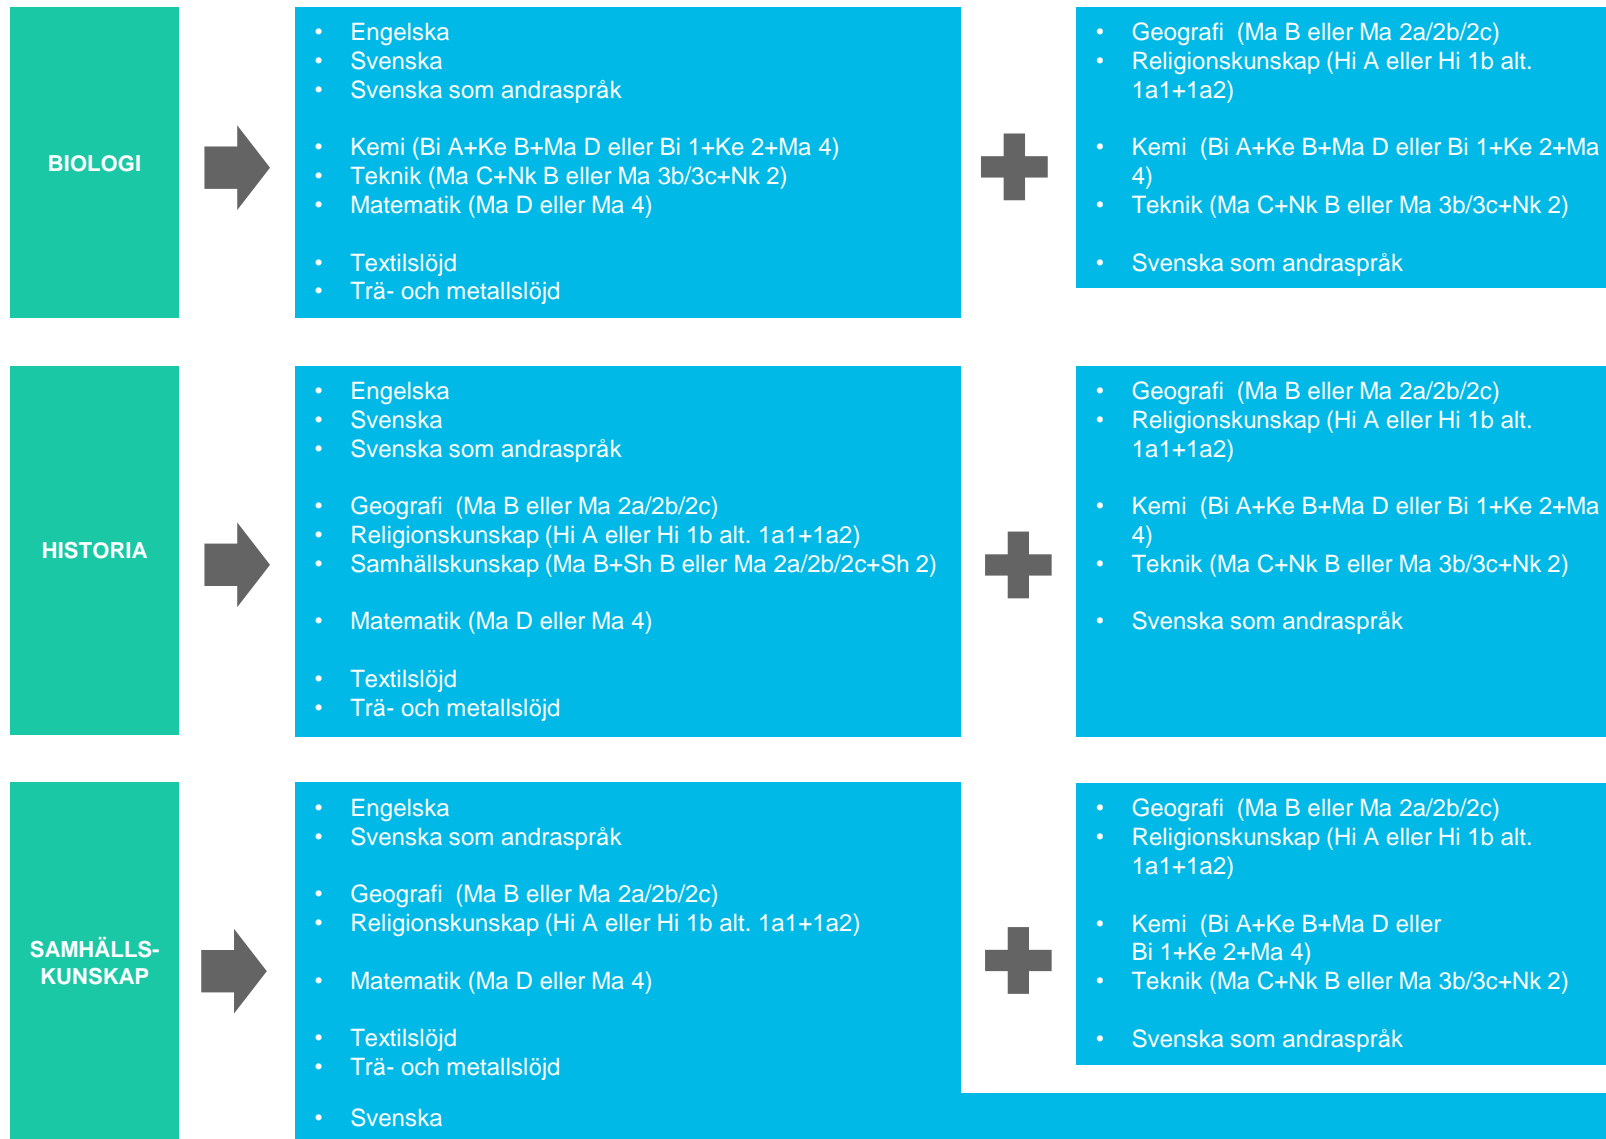 BIOLOGI
• Engelska
• Svenska
• Svenska som andraspråk
• Kemi (Bi A+Ke B+Ma D eller Bi 1+Ke 2+Ma 4)
• Teknik (Ma C+Nk B eller Ma 3b/3c+Nk 2)
• Matematik (Ma D eller Ma 4)
• Textilslöjd
• Trä- och metallslöjd
• Geografi (Ma B eller Ma 2a/2b/2c)
• Religionskunskap (Hi A eller Hi 1b alt.
1a1+1a2)
• Kemi (Bi A+Ke B+Ma D eller Bi 1+Ke 2+Ma
4)
• Teknik (Ma C+Nk B eller Ma 3b/3c+Nk 2)
• Svenska som andraspråk
HISTORIA
• Engelska
• Svenska
• Svenska som andraspråk
• Geografi (Ma B eller Ma 2a/2b/2c)
• Religionskunskap (Hi A eller Hi 1b alt. 1a1+1a2)
• Samhällskunskap (Ma B+Sh B eller Ma 2a/2b/2c+Sh 2)
• Matematik (Ma D eller Ma 4)
• Textilslöjd
• Trä- och metallslöjd
• Geografi (Ma B eller Ma 2a/2b/2c)
• Religionskunskap (Hi A eller Hi 1b alt.
1a1+1a2)
• Kemi (Bi A+Ke B+Ma D eller Bi 1+Ke 2+Ma
4)
• Teknik (Ma C+Nk B eller Ma 3b/3c+Nk 2)
• Svenska som andraspråk
SAMHÄLLS-
KUNSKAP
• Engelska
• Svenska som andraspråk
• Geografi (Ma B eller Ma 2a/2b/2c)
• Religionskunskap (Hi A eller Hi 1b alt. 1a1+1a2)
• Matematik (Ma D eller Ma 4)
• Textilslöjd
• Trä- och metallslöjd
• Svenska
• Geografi (Ma B eller Ma 2a/2b/2c)
• Religionskunskap (Hi A eller Hi 1b alt.
1a1+1a2)
• Kemi (Bi A+Ke B+Ma D eller
Bi 1+Ke 2+Ma 4)
• Teknik (Ma C+Nk B eller Ma 3b/3c+Nk 2)
• Svenska som andraspråk